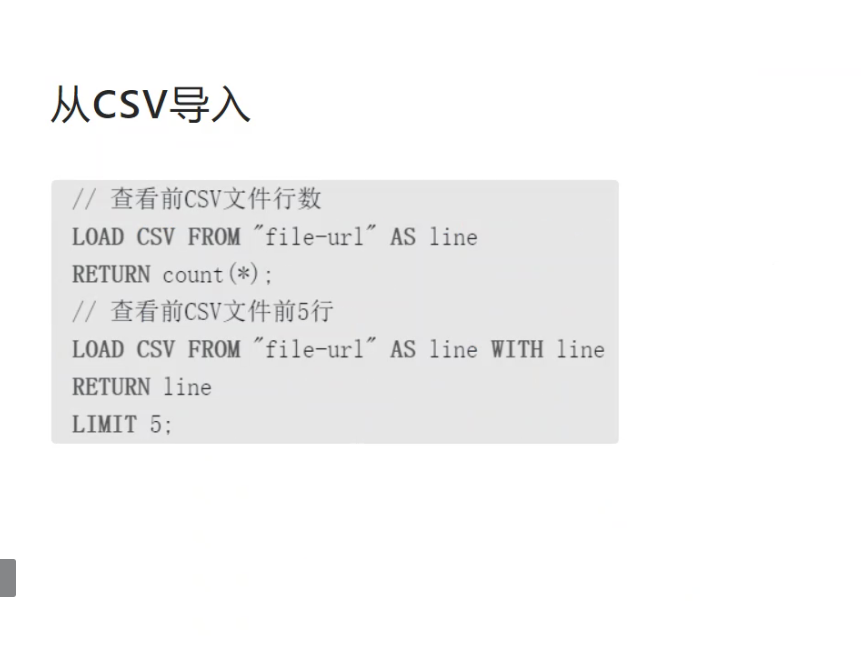 从CSV导入
// 查看前CSV文件行数
LOAD CSV FROM "file-url" AS line
RETURN count(*);
// 查看前CSV文件前5行
LOAD CSV FROM "file-url" AS line WITH line
RETURN line
LIMIT 5;